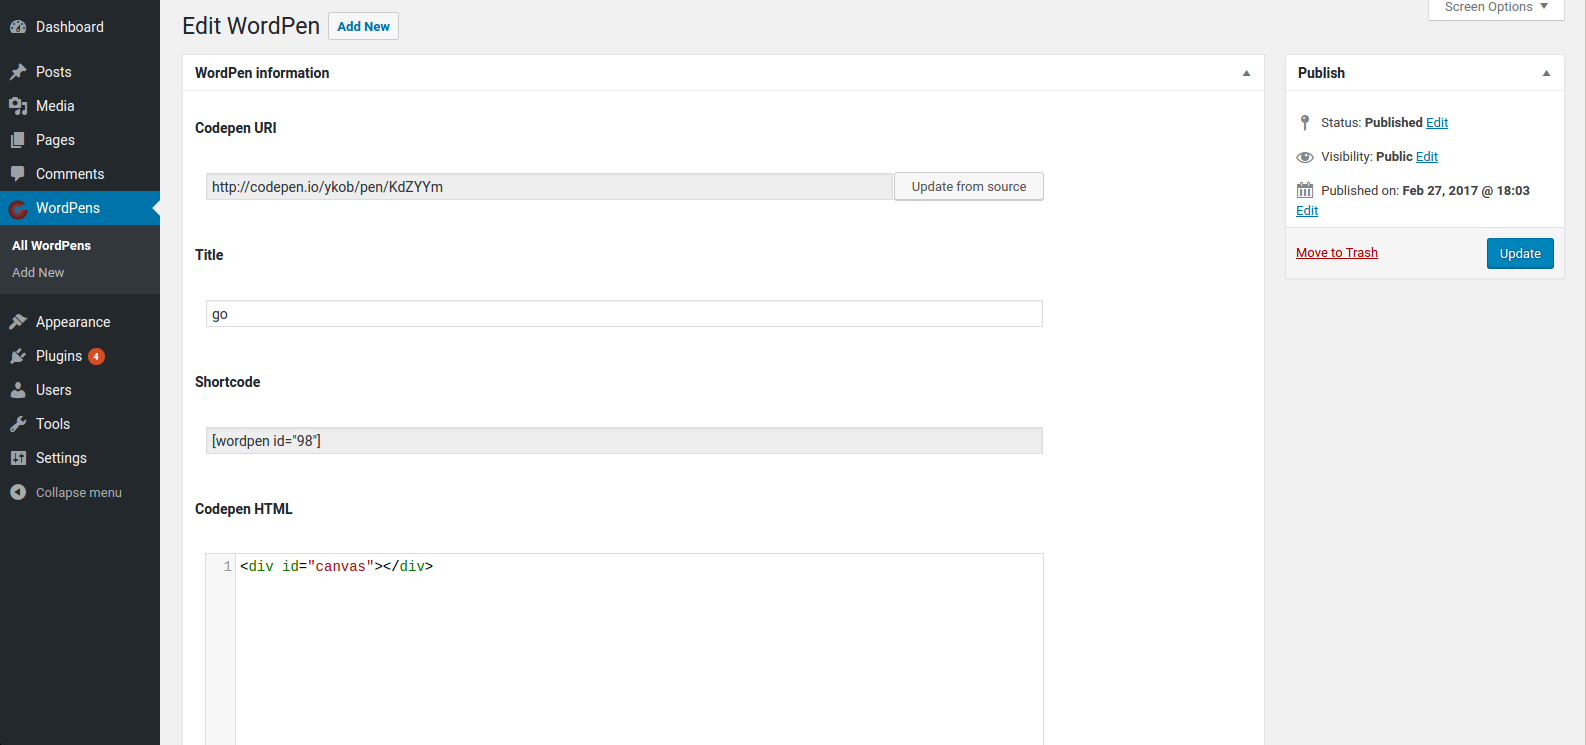 Dashboard
Posts
Media
Pages
Comments
WordPens
All WordPens
Add New
Appearance
Plugins 4
Users
Tools
Settings
Collapse menu
Screen Options
Edit WordPen Add New
WordPen information
Codepen URI
http://codepen.io/ykob/pen/KdZYYm Update from source
Title
go
Shortcode
[wordpen id="98"]
Codepen HTML
1 <div id="canvas"></div>
Publish
Status: Published Edit
Visibility: Public Edit
Published on: Feb 27, 2017 @ 18:03
Edit
Move to Trash Update